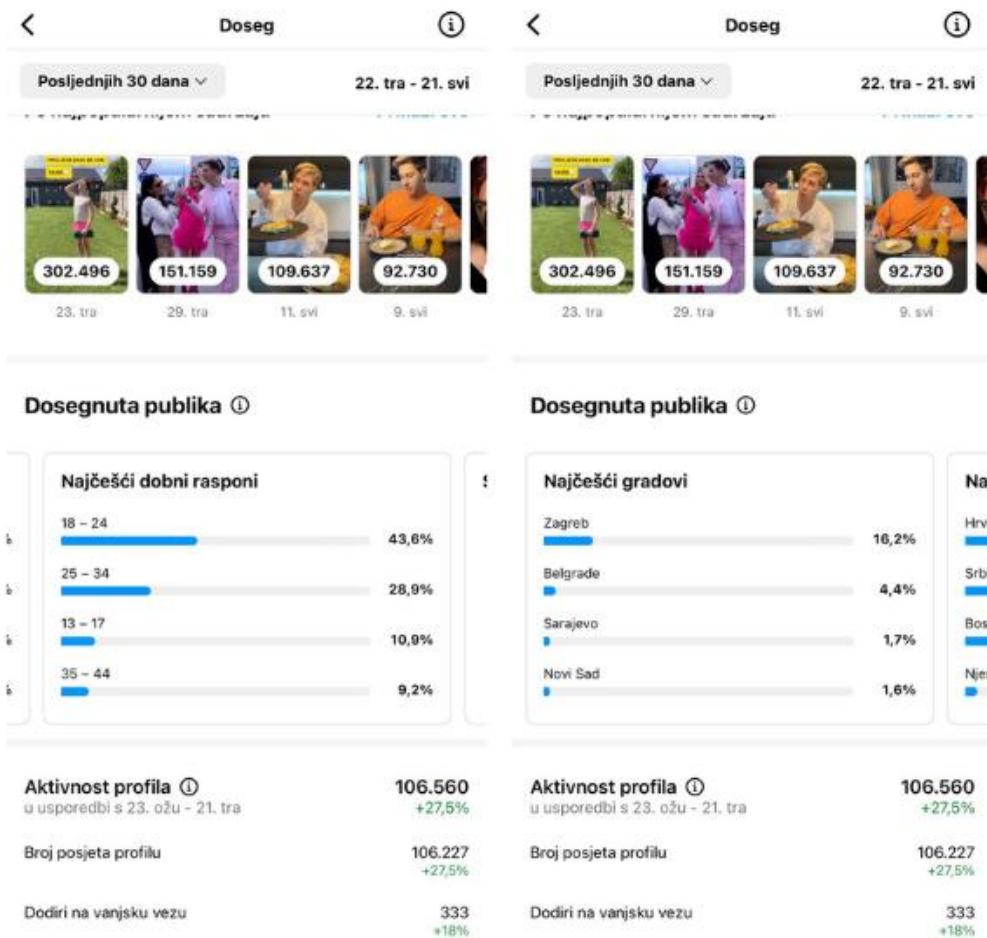 Doseg
Posljednjih 30 dana
22. tra - 21. svi
302.496
151.159
109.637
92.730
23. tra
29. tra
11. svi
9. svi
Dosegnuta publika
Najčešći dobni rasponi
18 – 24
43,6%
25 – 34
28,9%
13 – 17
10,9%
35 – 44
9,2%
Aktivnost profila
106.560
u usporedbi s 23. ožu - 21. tra
+27,5%
Broj posjeta profilu
106.227
+27,5%
Dodiri na vanjsku vezu
333
+18%
Doseg
Posljednjih 30 dana
22. tra - 21. svi
302.496
151.159
109.637
92.730
23. tra
29. tra
11. svi
9. svi
Dosegnuta publika
Najčešći gradovi
Zagreb
16,2%
Belgrade
4,4%
Sarajevo
1,7%
Novi Sad
1,6%
Na
Hrv
Srb
Bos
Nje
Aktivnost profila
106.560
u usporedbi s 23. ožu - 21. tra
+27,5%
Broj posjeta profilu
106.227
+27,5%
Dodiri na vanjsku vezu
333
+18%